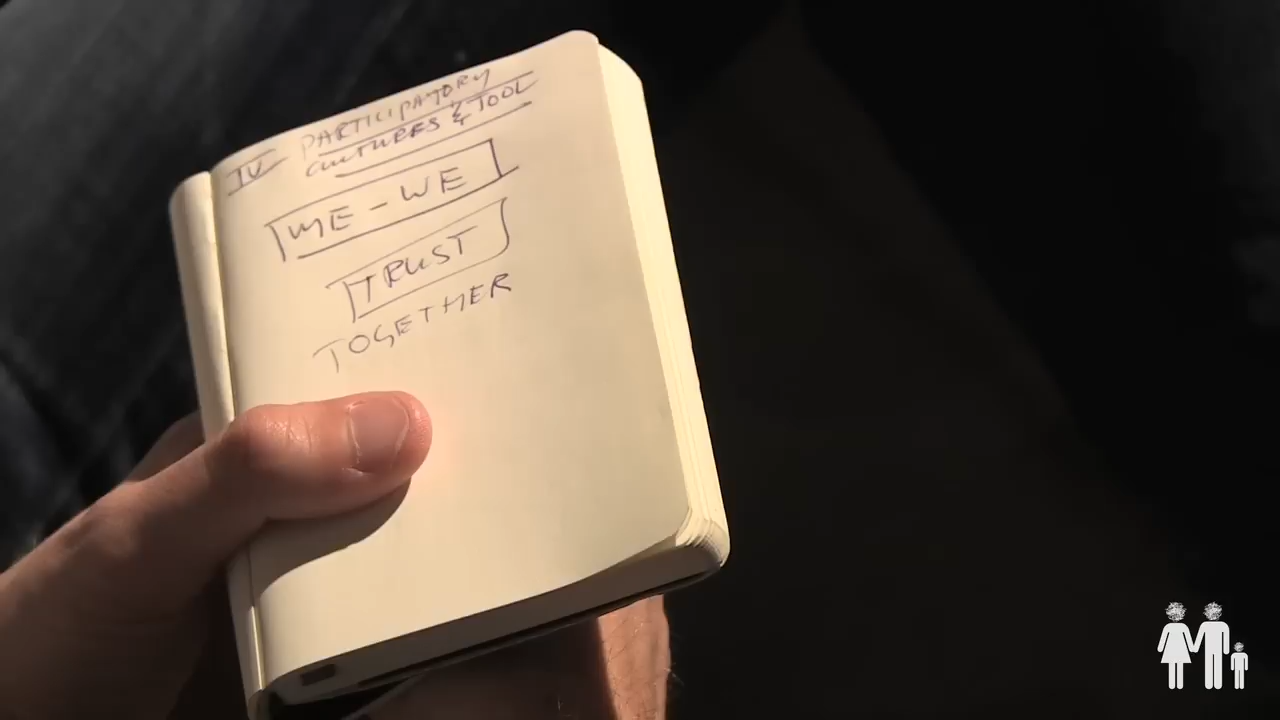 IV PARTICIPATORY
CULTURES & TOOL
ME-WE
TRUST
TOGETHER